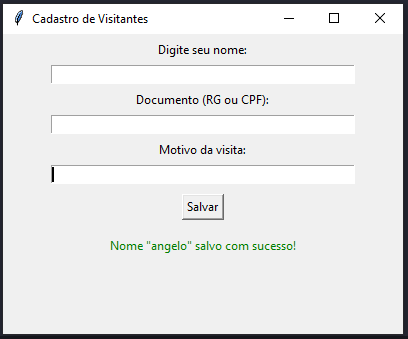 Cadastro de Visitantes
Digite seu nome:
Documento (RG ou CPF):
Motivo da visita:
Salvar
Nome "angelo" salvo com sucesso!